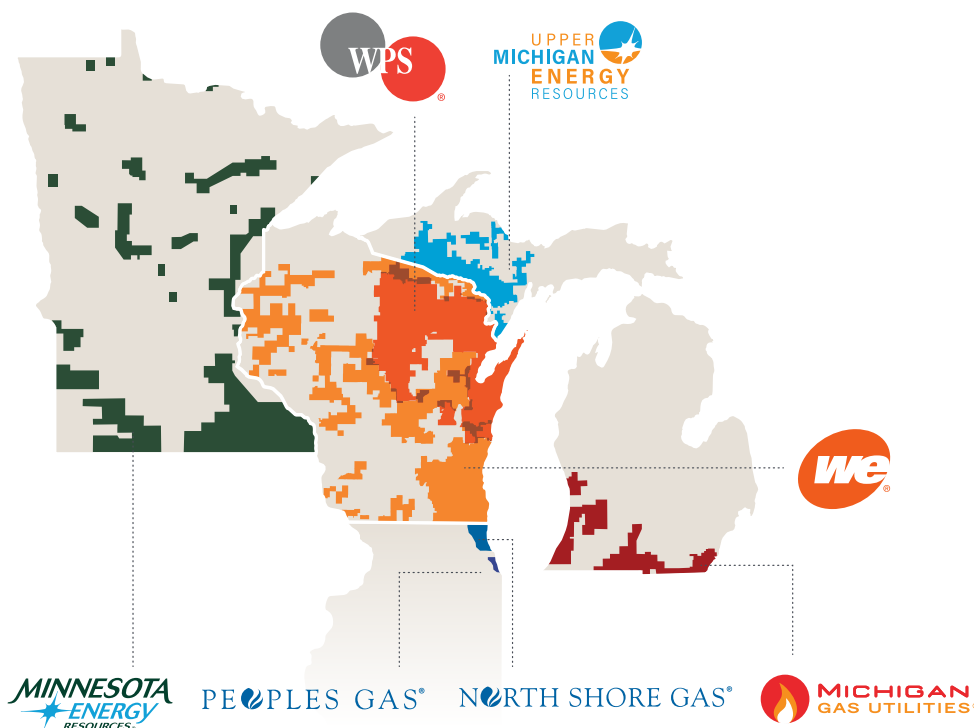 WPS®
UPPER
MICHIGAN
ENERGY
RESOURCES
we®
MINNESOTA
ENERGY
RESOURCES
PEOPLES GAS®
NORTH SHORE GAS®
MICHIGAN
GAS UTILITIES